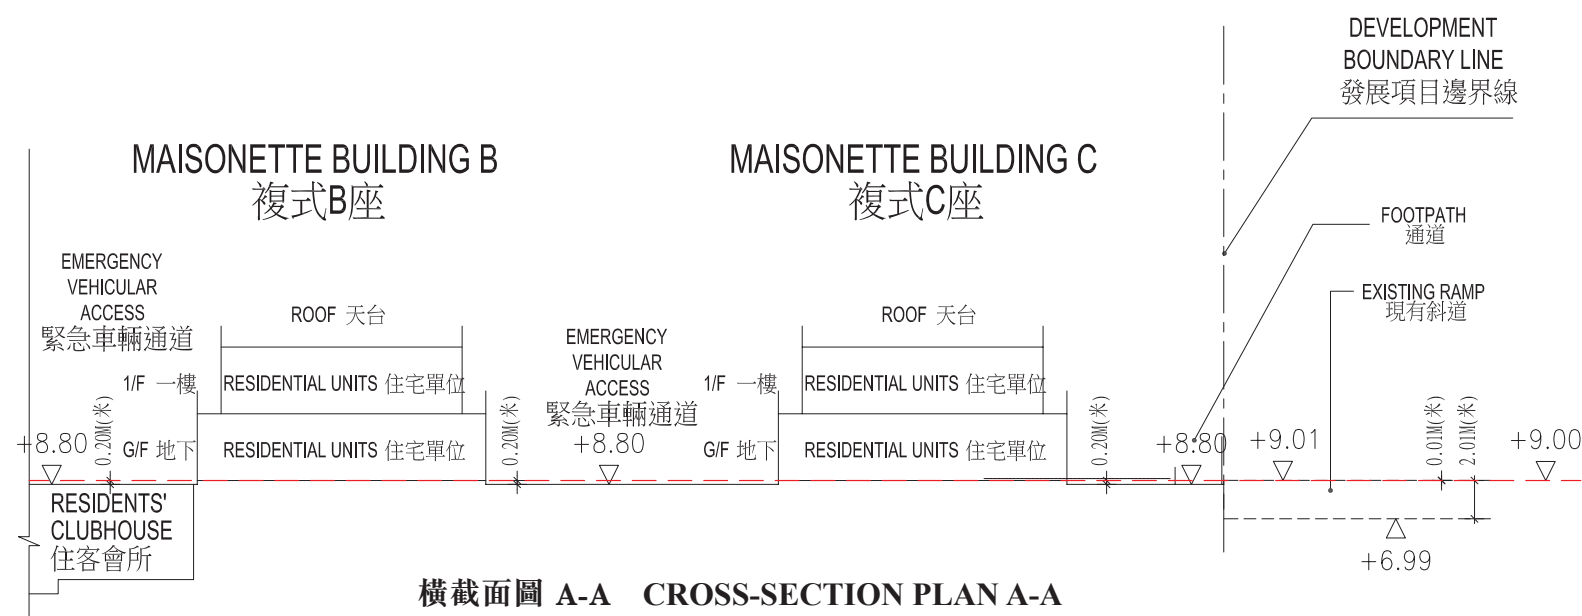 DEVELOPMENT
BOUNDARY LINE
發展項目邊界線
MAISONETTE BUILDING B
複式B座
MAISONETTE BUILDING C
複式C座
FOOTPATH
通道
EMERGENCY
VEHICULAR
ACCESS
緊急車輛通道
EXISTING RAMP
現有斜道
ROOF 天台
ROOF 天台
EMERGENCY
VEHICULAR
ACCESS
緊急車輛通道
1/F 一樓
RESIDENTIAL UNITS 住宅單位
1/F 一樓
RESIDENTIAL UNITS 住宅單位
+8.80
0.20M(米)
G/F 地下
RESIDENTIAL UNITS 住宅單位
0.20M(米)
+8.80
G/F 地下
RESIDENTIAL UNITS 住宅單位
0.20M(米)
+8.80
+9.01
0.01M(米)
2.01M(米)
+9.00
RESIDENTS'
CLUBHOUSE
住客會所
+6.99
橫截面圖 A-A CROSS-SECTION PLAN A-A